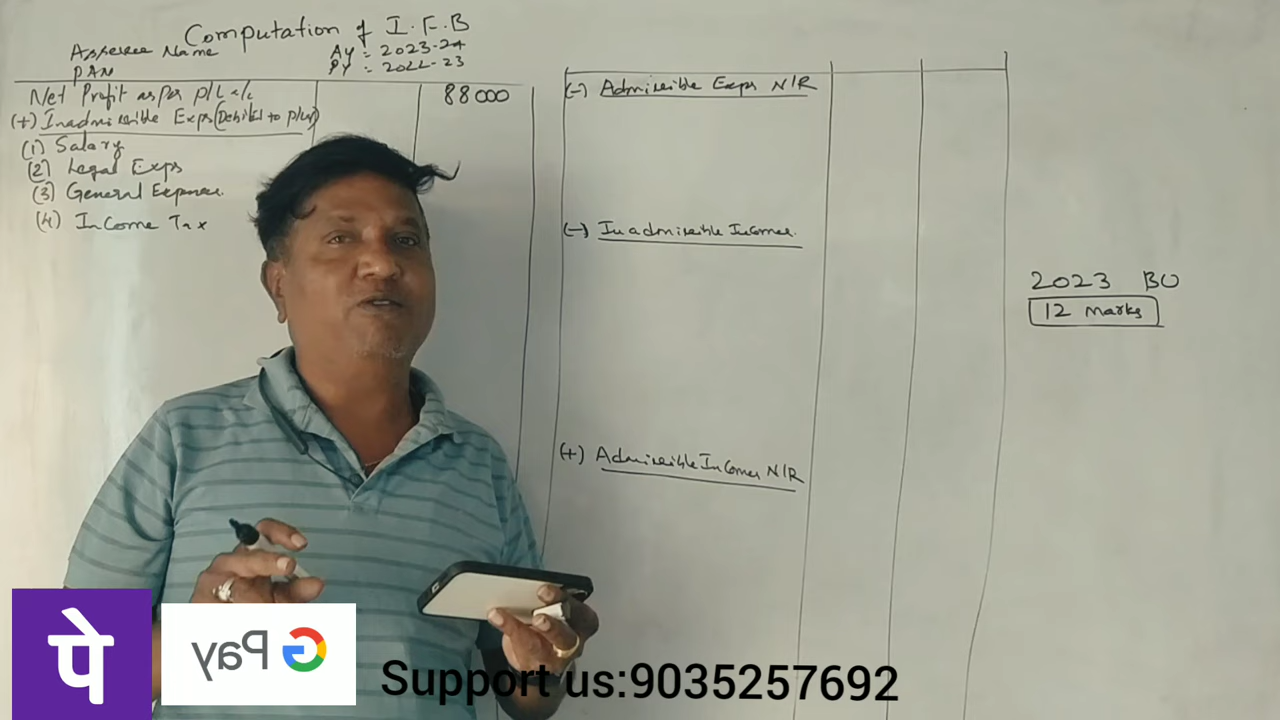 Computation of I.F.B
Assessee Name
AY : 2023-24
PAN
PY : 2022-23
Net Profit as per P/L a/c
88000
(+) Inadmissible Exps (Debited to P/L a/c)
(1) Salary
(2) Legal Exps
(3) General Expenses
(4) Income Tax
(-) Admissible Exps N/R
(-) Inadmissible Incomes.
(+) Admissible Incomes N/R
2023 BU
12 Marks
पे
G Pay
Support us:9035257692